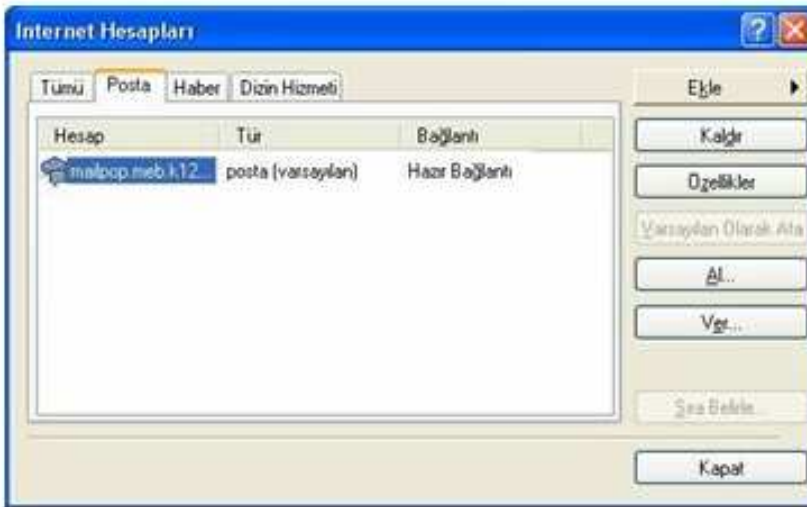 Internet Hesapları
Tümü Posta Haber Dizin Hizmeti
Hesap Tür Bağlantı
mailpop.meb.k12... posta (varsayılan) Hazır Bağlantı
Ekle
Kaldır
Özellikler
Varsayılan Olarak Ata
Al...
Ver...
Sıra Belirle...
Kapat